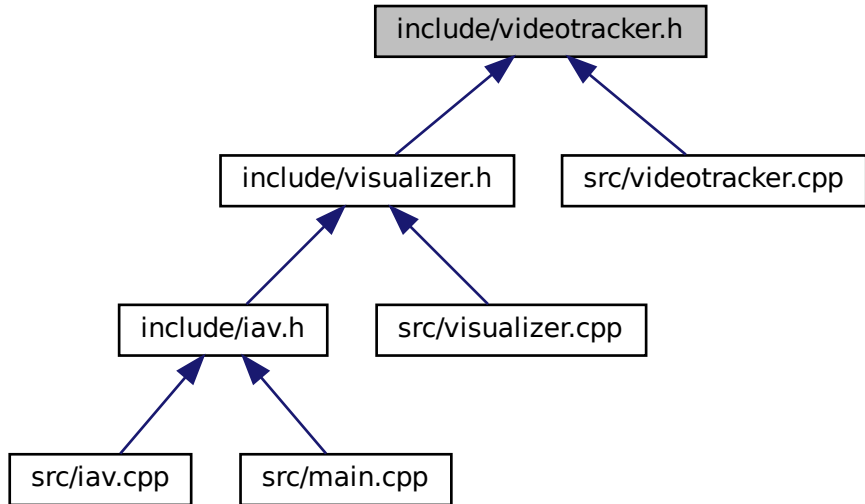 include/videotracker.h
include/visualizer.h
src/videotracker.cpp
include/iav.h
src/visualizer.cpp
src/iav.cpp
src/main.cpp